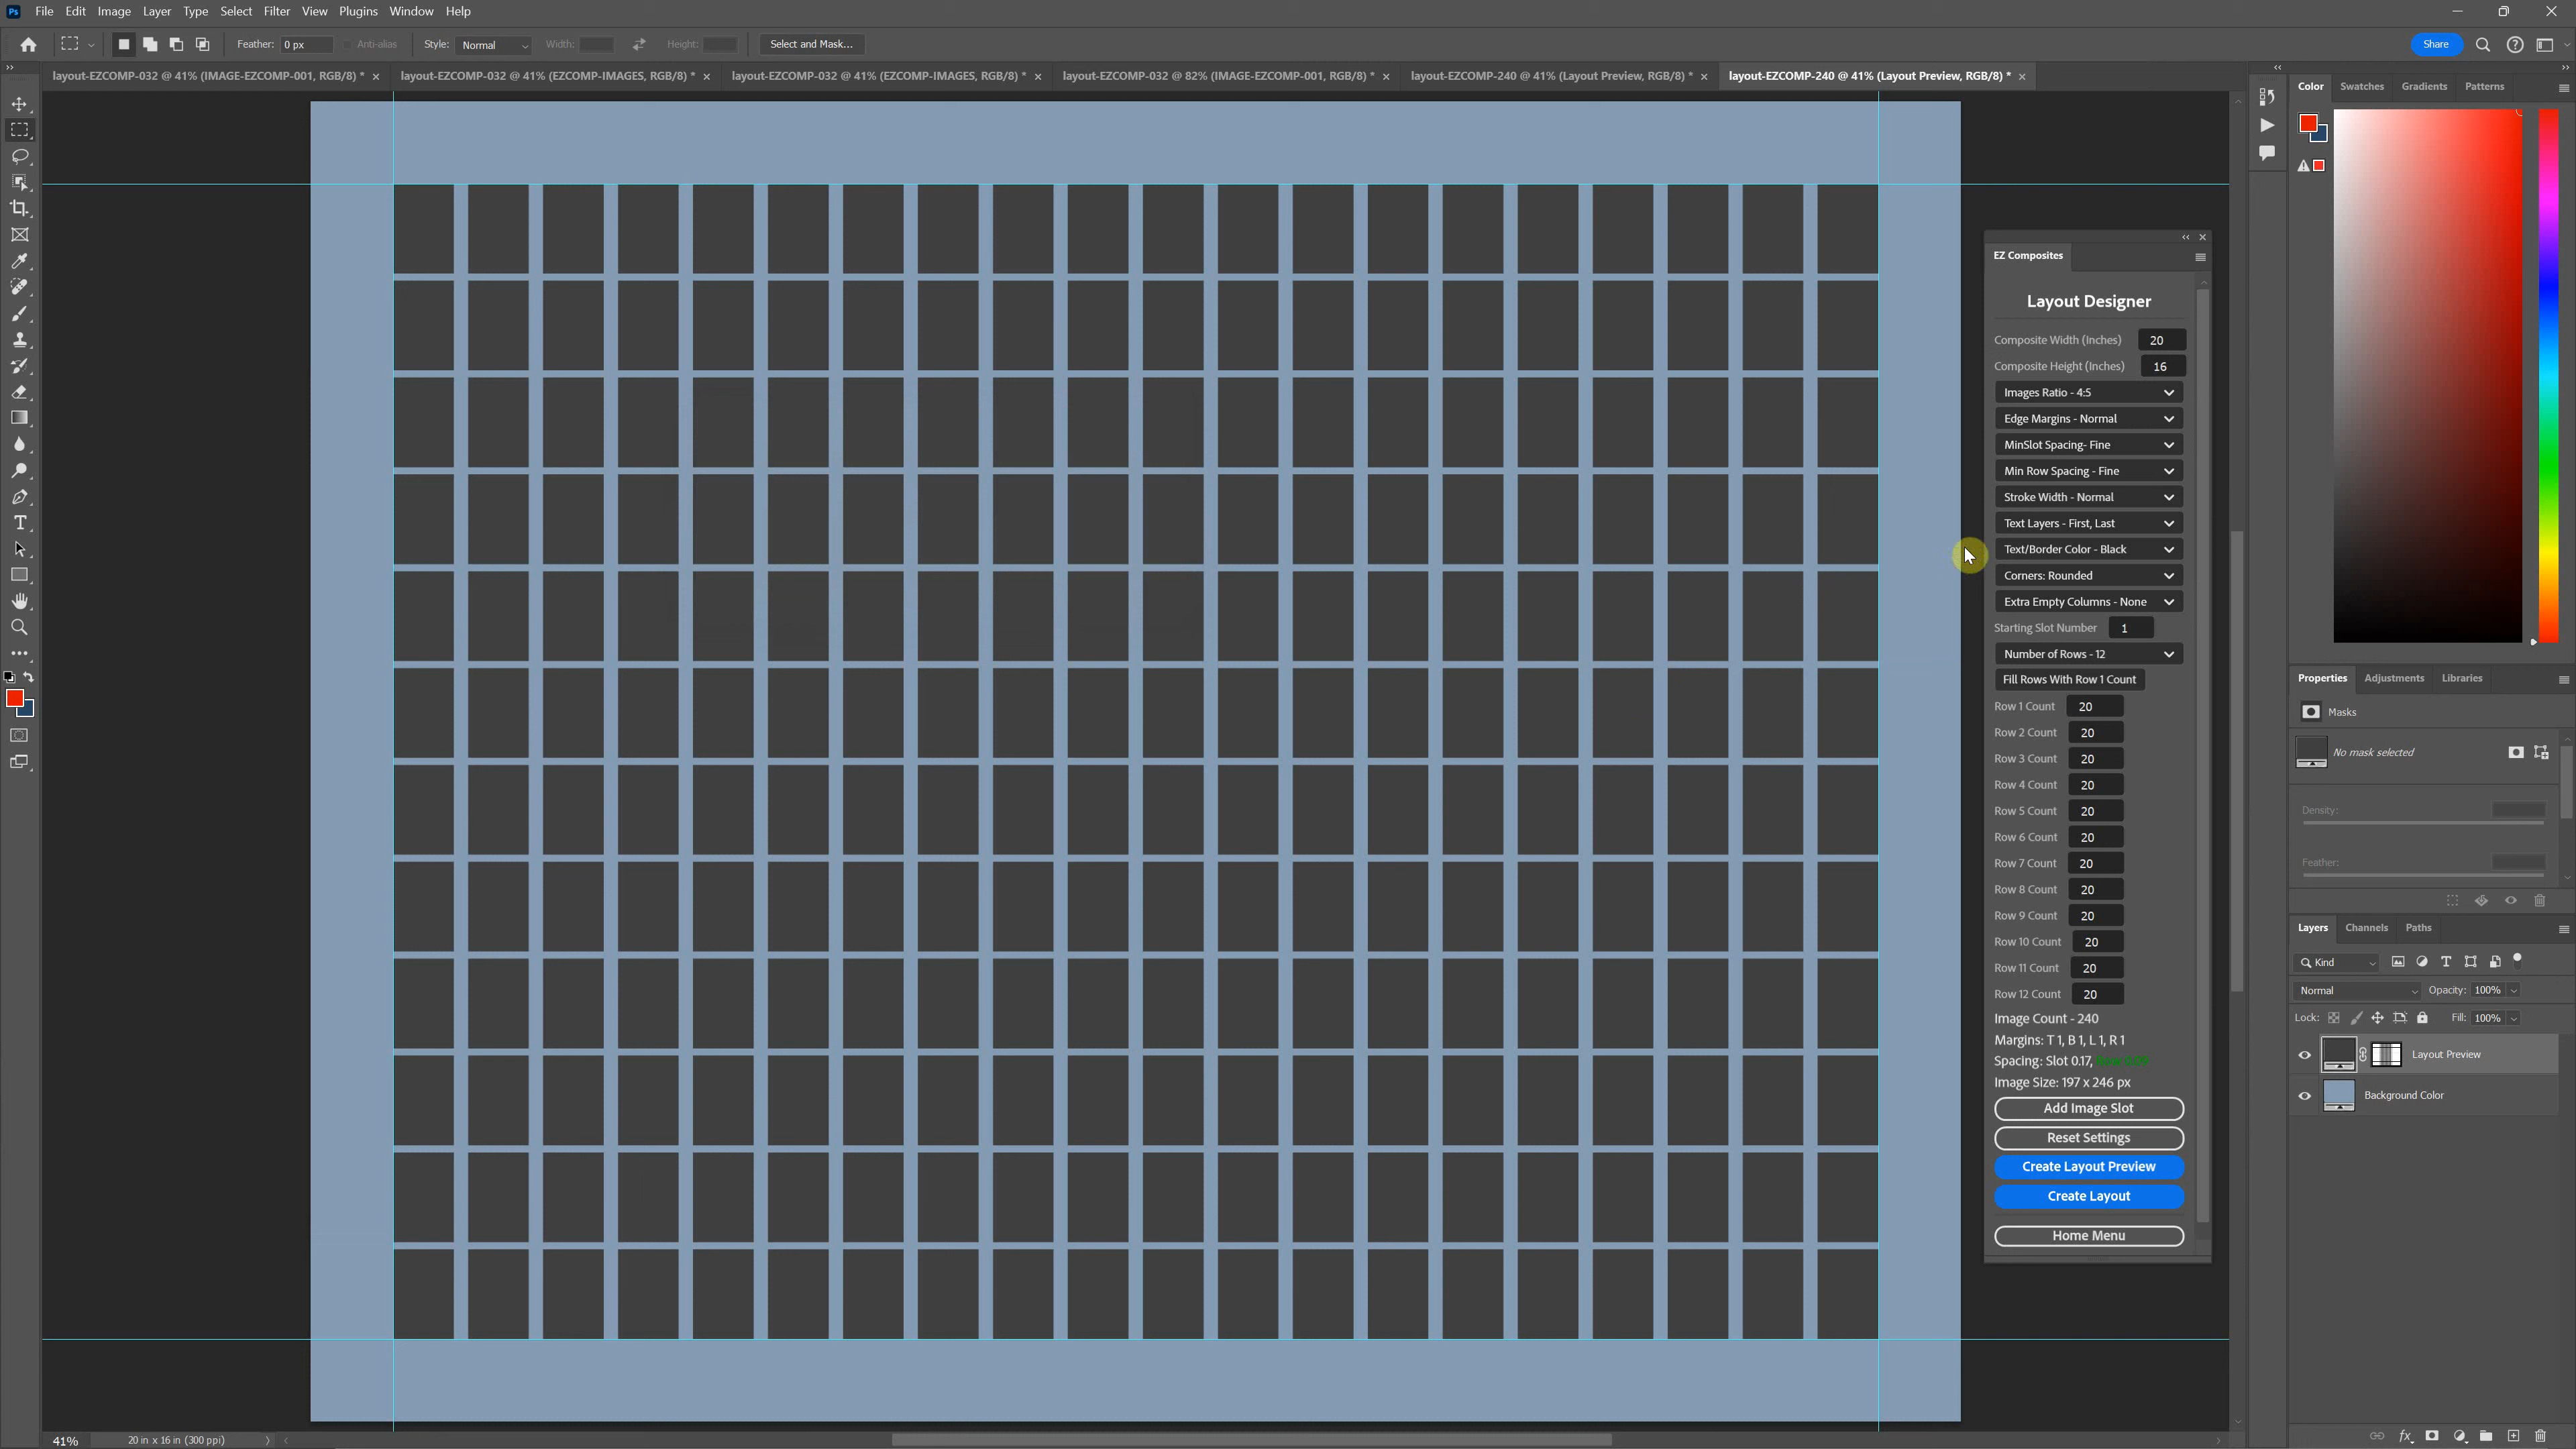 Ps File Edit Image Layer Type Select Filter View Plugins Window Help
Feather: 0 px Anti-alias Style: Normal Width: Height: Select and Mask... Share
layout-EZCOMP-032 @ 41% (IMAGE-EZCOMP-001, RGB/8) * layout-EZCOMP-032 @ 41% (EZCOMP-IMAGES, RGB/8) * layout-EZCOMP-032 @ 41% (EZCOMP-IMAGES, RGB/8) * layout-EZCOMP-032 @ 82% (IMAGE-EZCOMP-001, RGB/8) * layout-EZCOMP-240 @ 41% (Layout Preview, RGB/8) * layout-EZCOMP-240 @ 41% (Layout Preview, RGB/8) *
EZ Composites
Layout Designer
Composite Width (Inches) 20
Composite Height (Inches) 16
Images Ratio - 4:5
Edge Margins - Normal
MinSlot Spacing- Fine
Min Row Spacing - Fine
Stroke Width - Normal
Text Layers - First, Last
Text/Border Color - Black
Corners: Rounded
Extra Empty Columns - None
Starting Slot Number 1
Number of Rows - 12
Fill Rows With Row 1 Count
Row 1 Count 20
Row 2 Count 20
Row 3 Count 20
Row 4 Count 20
Row 5 Count 20
Row 6 Count 20
Row 7 Count 20
Row 8 Count 20
Row 9 Count 20
Row 10 Count 20
Row 11 Count 20
Row 12 Count 20
Image Count - 240
Margins: T 1, B 1, L 1, R 1
Spacing: Slot 0.17,
Image Size: 197 x 246 px
Add Image Slot
Reset Settings
Create Layout Preview
Create Layout
Home Menu
Color Swatches Gradients Patterns
Properties Adjustments Libraries
Masks
No mask selected
Density:
Feather:
Layers Channels Paths
Kind
Normal Opacity: 100%
Lock: Fill: 100%
Layout Preview
Background Color
fx
41% 20 in x 16 in (300 ppi)